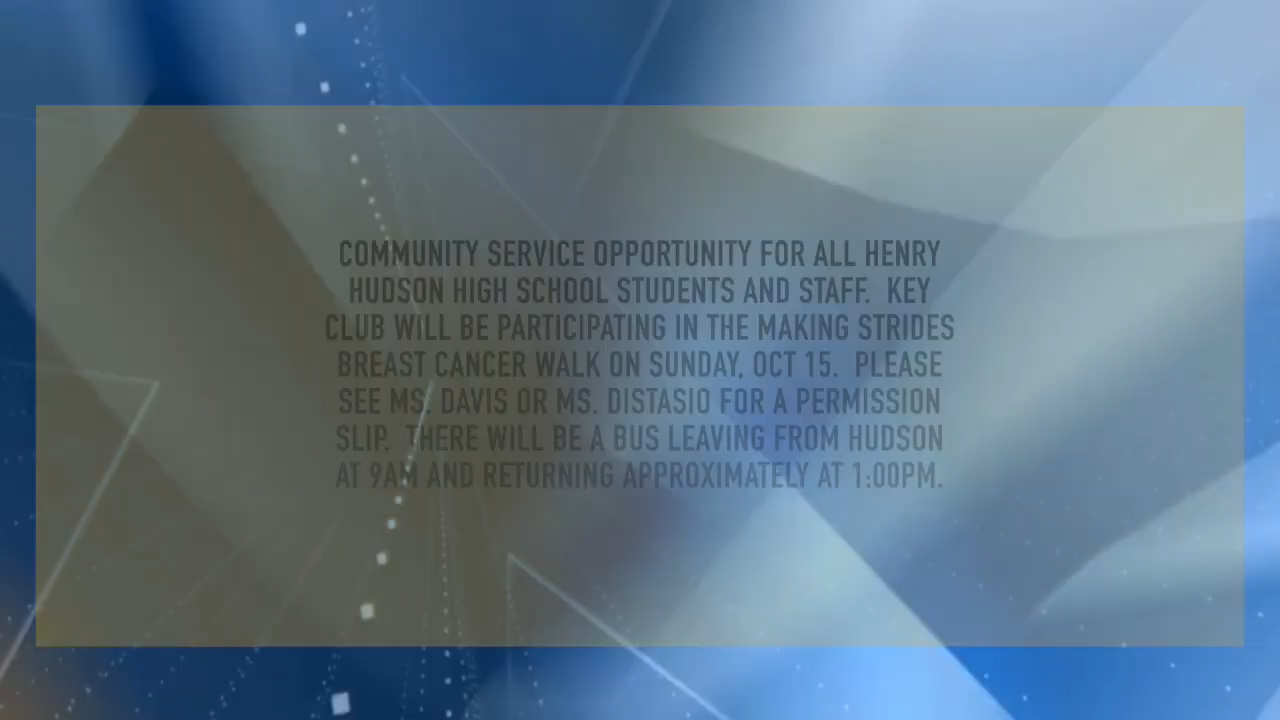 COMMUNITY SERVICE OPPORTUNITY FOR ALL HENRY
HUDSON HIGH SCHOOL STUDENTS AND STAFF.  KEY
CLUB WILL BE PARTICIPATING IN THE MAKING STRIDES
BREAST CANCER WALK ON SUNDAY, OCT 15.  PLEASE
SEE MS. DAVIS OR MS. DISTASIO FOR A PERMISSION
SLIP.  THERE WILL BE A BUS LEAVING FROM HUDSON
AT 9AM AND RETURNING APPROXIMATELY AT 1:00PM.